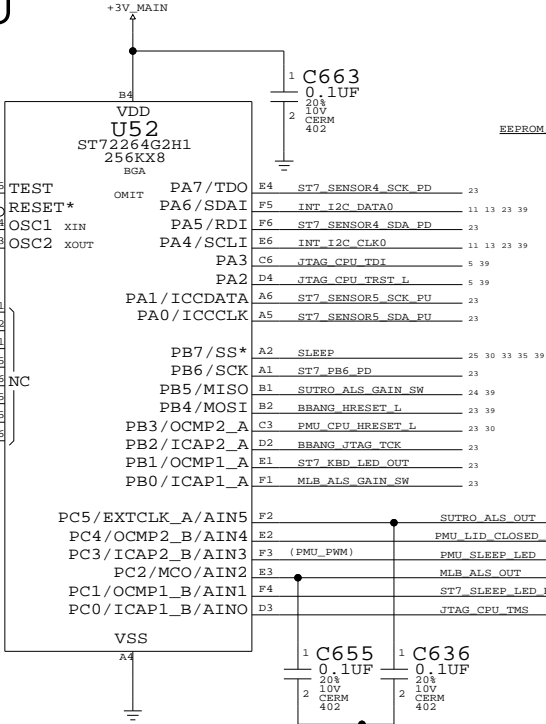 +3V_MAIN
1 C663
0.1UF
20%
10V
2 CERM
402
EEPROM_
B4
VDD
U52
ST72264G2H1
256KX8
BGA
OMIT
TEST
RESET*
OSC1 XIN
OSC2 XOUT
NC
PA7/TDO E4 ST7_SENSOR4_SCK_PD 23
PA6/SDAI F5 INT_I2C_DATA0 11 13 23 39
PA5/RDI F6 ST7_SENSOR4_SDA_PD 23
PA4/SCLI E6 INT_I2C_CLK0 11 13 23 39
PA3 C6 JTAG_CPU_TDI 5 39
PA2 D4 JTAG_CPU_TRST_L 5 39
PA1/ICCDATA A6 ST7_SENSOR5_SCK_PU 23
PA0/ICCCLK A5 ST7_SENSOR5_SDA_PU 23
PB7/SS* A2 SLEEP 25 30 33 35 39
PB6/SCK A1 ST7_PB6_PD 23
PB5/MISO B1 SUTRO_ALS_GAIN_SW 24 39
PB4/MOSI B2 BBANG_HRESET_L 23 39
PB3/OCMP2_A C3 PMU_CPU_HRESET_L 23 30
PB2/ICAP2_A D2 BBANG_JTAG_TCK 23
PB1/OCMP1_A E1 ST7_KBD_LED_OUT 23
PB0/ICAP1_A F1 MLB_ALS_GAIN_SW 23
PC5/EXTCLK_A/AIN5 F2 SUTRO_ALS_OUT
PC4/OCMP2_B/AIN4 E2 PMU_LID_CLOSED_
PC3/ICAP2_B/AIN3 F3 (PMU_PWM) PMU_SLEEP_LED
PC2/MCO/AIN2 E3 MLB_ALS_OUT
PC1/OCMP1_B/AIN1 F4 ST7_SLEEP_LED_
PC0/ICAP1_B/AIN0 D3 JTAG_CPU_TMS
VSS
A4
1 C655
0.1UF
20%
10V
2 CERM
402
1 C636
0.1UF
20%
10V
2 CERM
402